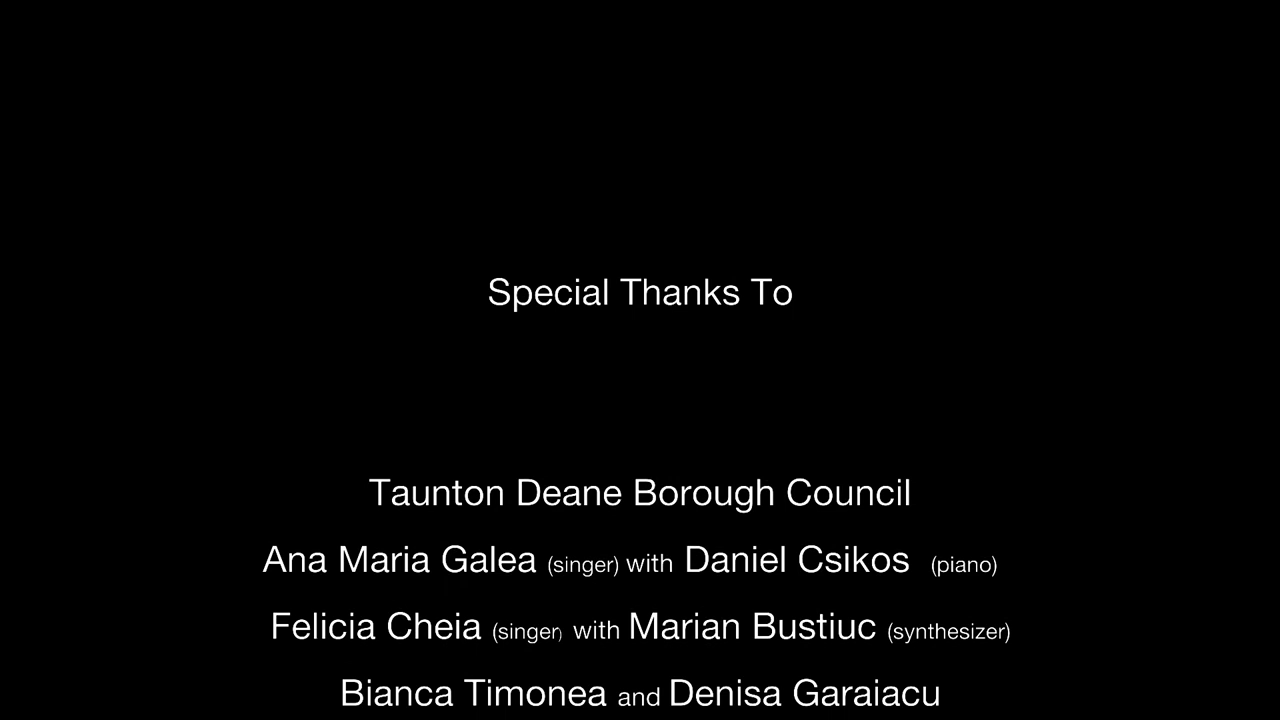 Special Thanks To
Taunton Deane Borough Council
Ana Maria Galea (singer) with Daniel Csikos (piano)
Felicia Cheia (singer) with Marian Bustiuc (synthesizer)
Bianca Timonea and Denisa Garaiacu